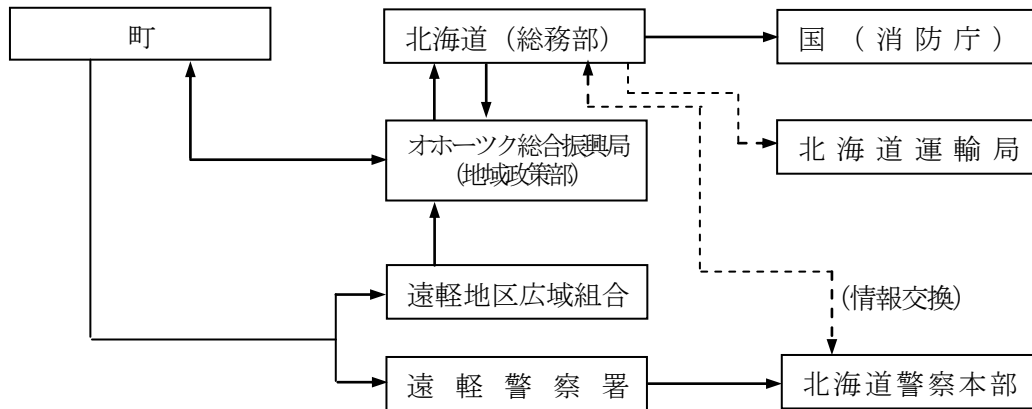 町
北海道（総務部）
国（消防庁）
オホーツク総合振興局
(地域政策部)
北海道運輸局
遠軽地区広域組合
(情報交換)
遠軽警察署
北海道警察本部